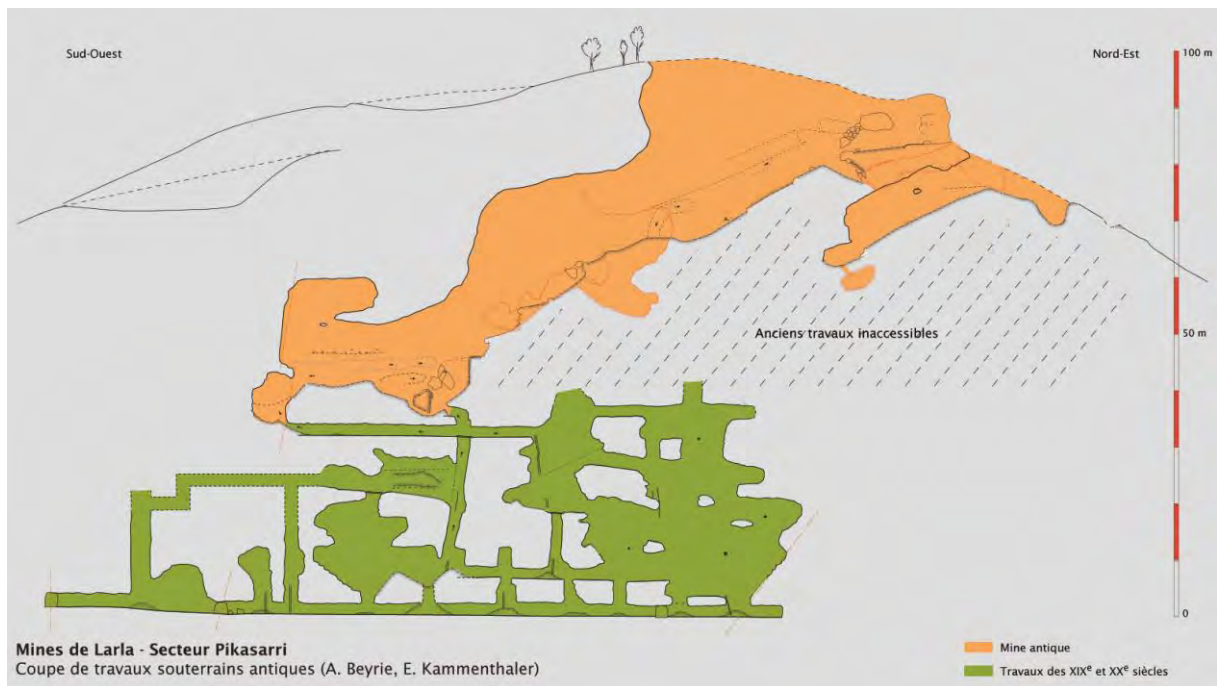 Sud-Ouest
Nord-Est
100 m
Anciens travaux inaccessibles
50 m
0
Mines de Larla - Secteur Pikasarri
Coupe de travaux souterrains antiques (A. Beyrie, E. Kammenthaler)
Mine antique
Travaux des XIXe et XXe siècles